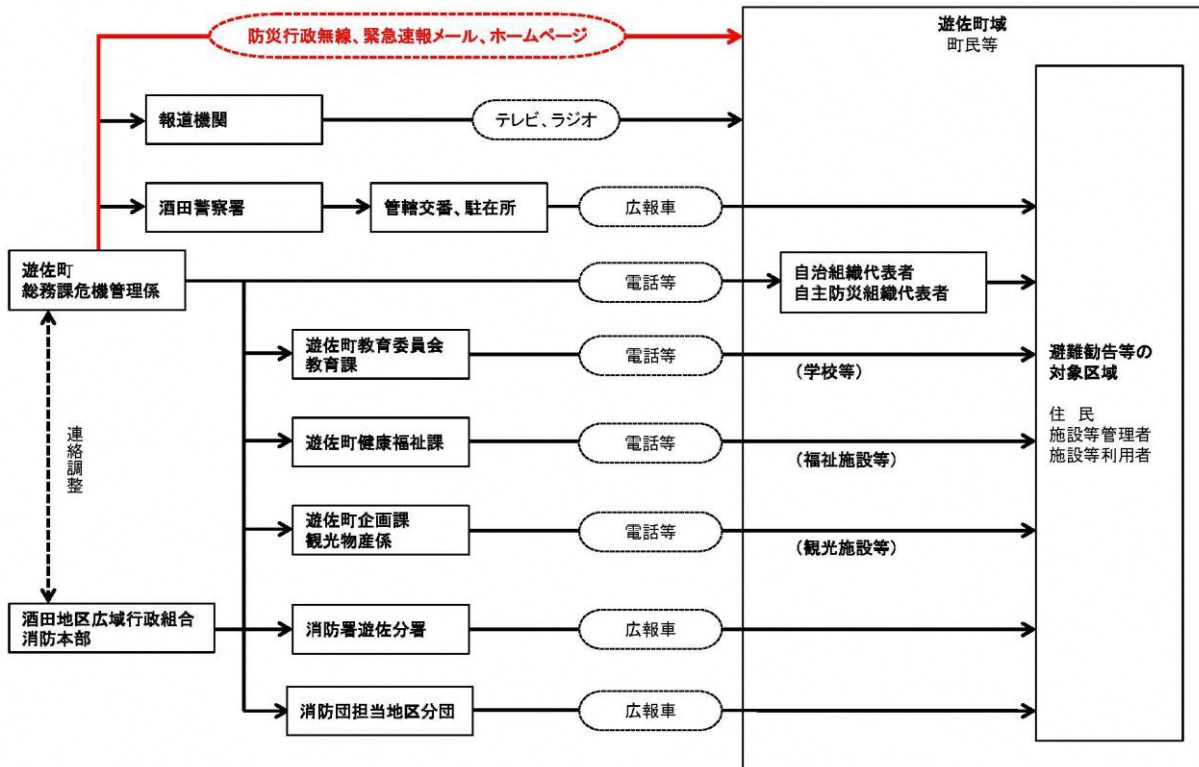 防災行政無線、緊急速報メール、ホームページ
遊佐町域
町民等
報道機関
テレビ、ラジオ
酒田警察署
管轄交番、駐在所
広報車
遊佐町
総務課危機管理係
電話等
自治組織代表者
自主防災組織代表者
遊佐町教育委員会
教育課
電話等
(学校等)
避難勧告等の
対象区域
住 民
施設等管理者
施設等利用者
連絡調整
遊佐町健康福祉課
電話等
(福祉施設等)
遊佐町企画課
観光物産係
電話等
(観光施設等)
酒田地区広域行政組合
消防本部
消防署遊佐分署
広報車
消防団担当地区分団
広報車